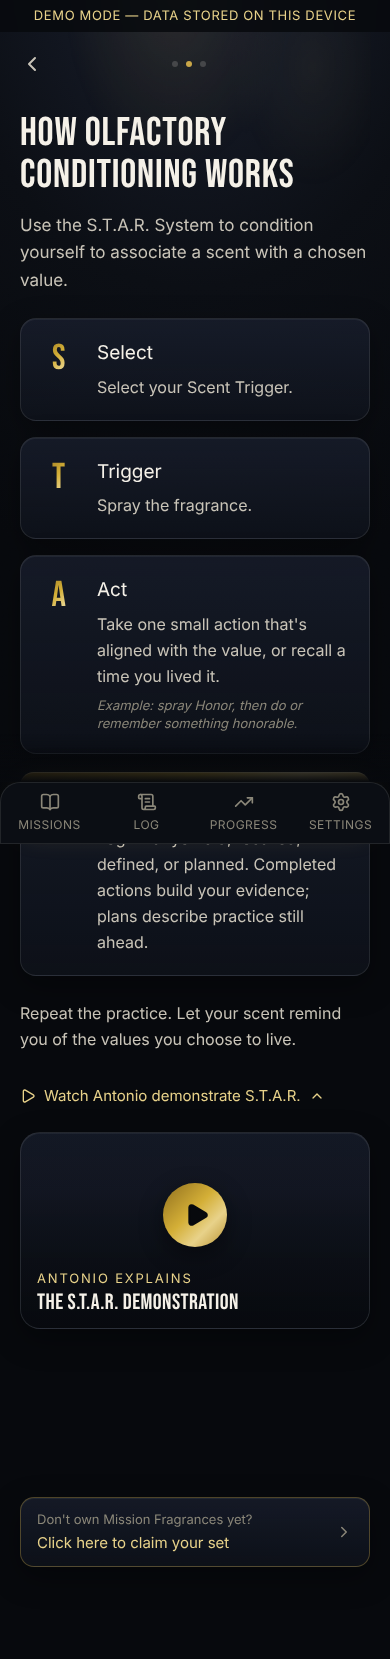 DEMO MODE — DATA STORED ON THIS DEVICE
HOW OLFACTORY
CONDITIONING WORKS
Use the S.T.A.R. System to condition
yourself to associate a scent with a chosen
value.
S
Select
Select your Scent Trigger.
T
Trigger
Spray the fragrance.
A
Act
Take one small action that's
aligned with the value, or recall a
time you lived it.
Example: spray Honor, then do or
remember something honorable.
MISSIONS
LOG
PROGRESS
SETTINGS
defined, or planned. Completed
actions build your evidence;
plans describe practice still
ahead.
Repeat the practice. Let your scent remind
you of the values you choose to live.
Watch Antonio demonstrate S.T.A.R.
ANTONIO EXPLAINS
THE S.T.A.R. DEMONSTRATION
Don't own Mission Fragrances yet?
Click here to claim your set